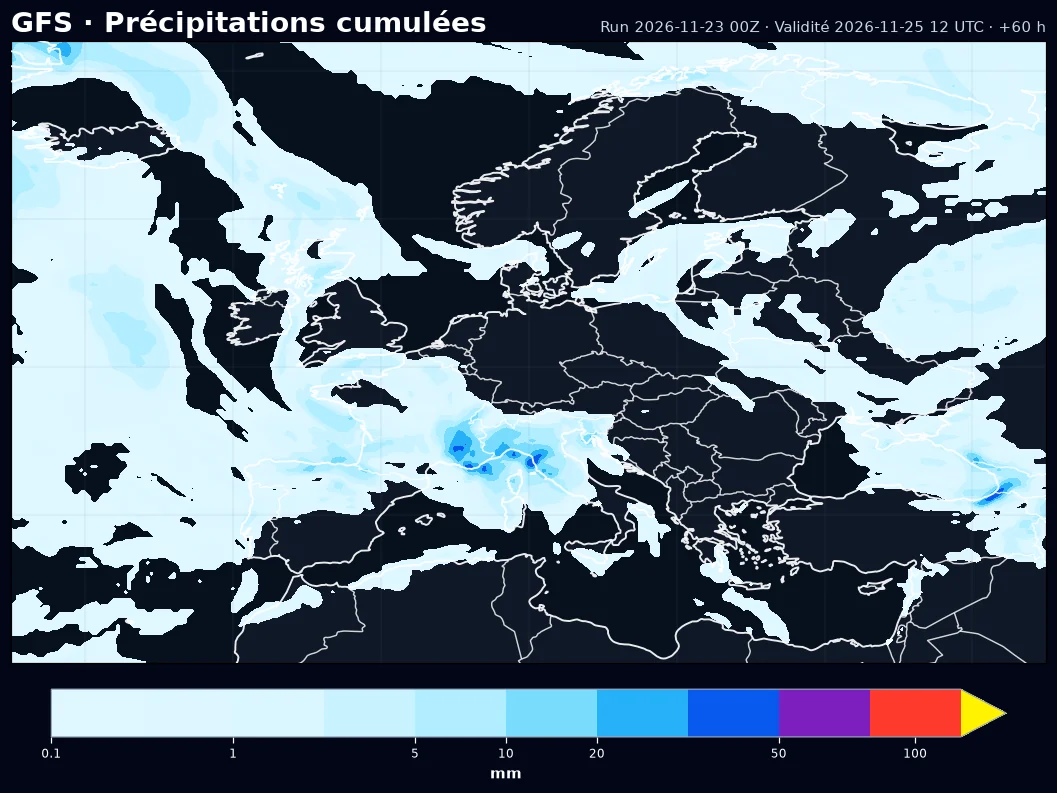 GFS · Précipitations cumulées
Run 2026-11-23 00Z · Validité 2026-11-25 12 UTC · +60 h
0.1 1 5 10 20 50 100
mm